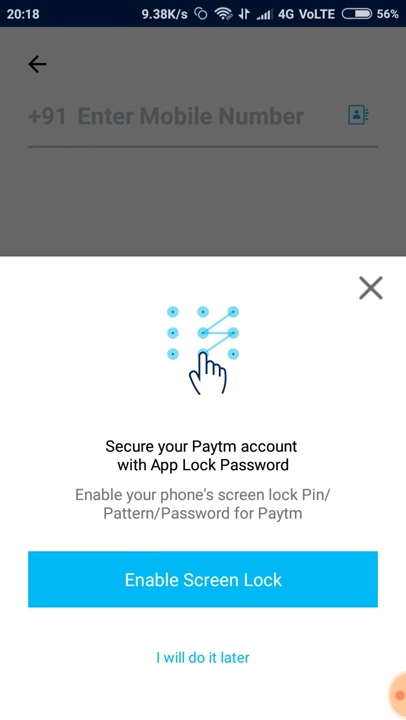 20:18 9.38K/s 4G VoLTE 56%
+91 Enter Mobile Number
Secure your Paytm account
with App Lock Password
Enable your phone's screen lock Pin/
Pattern/Password for Paytm
Enable Screen Lock
I will do it later